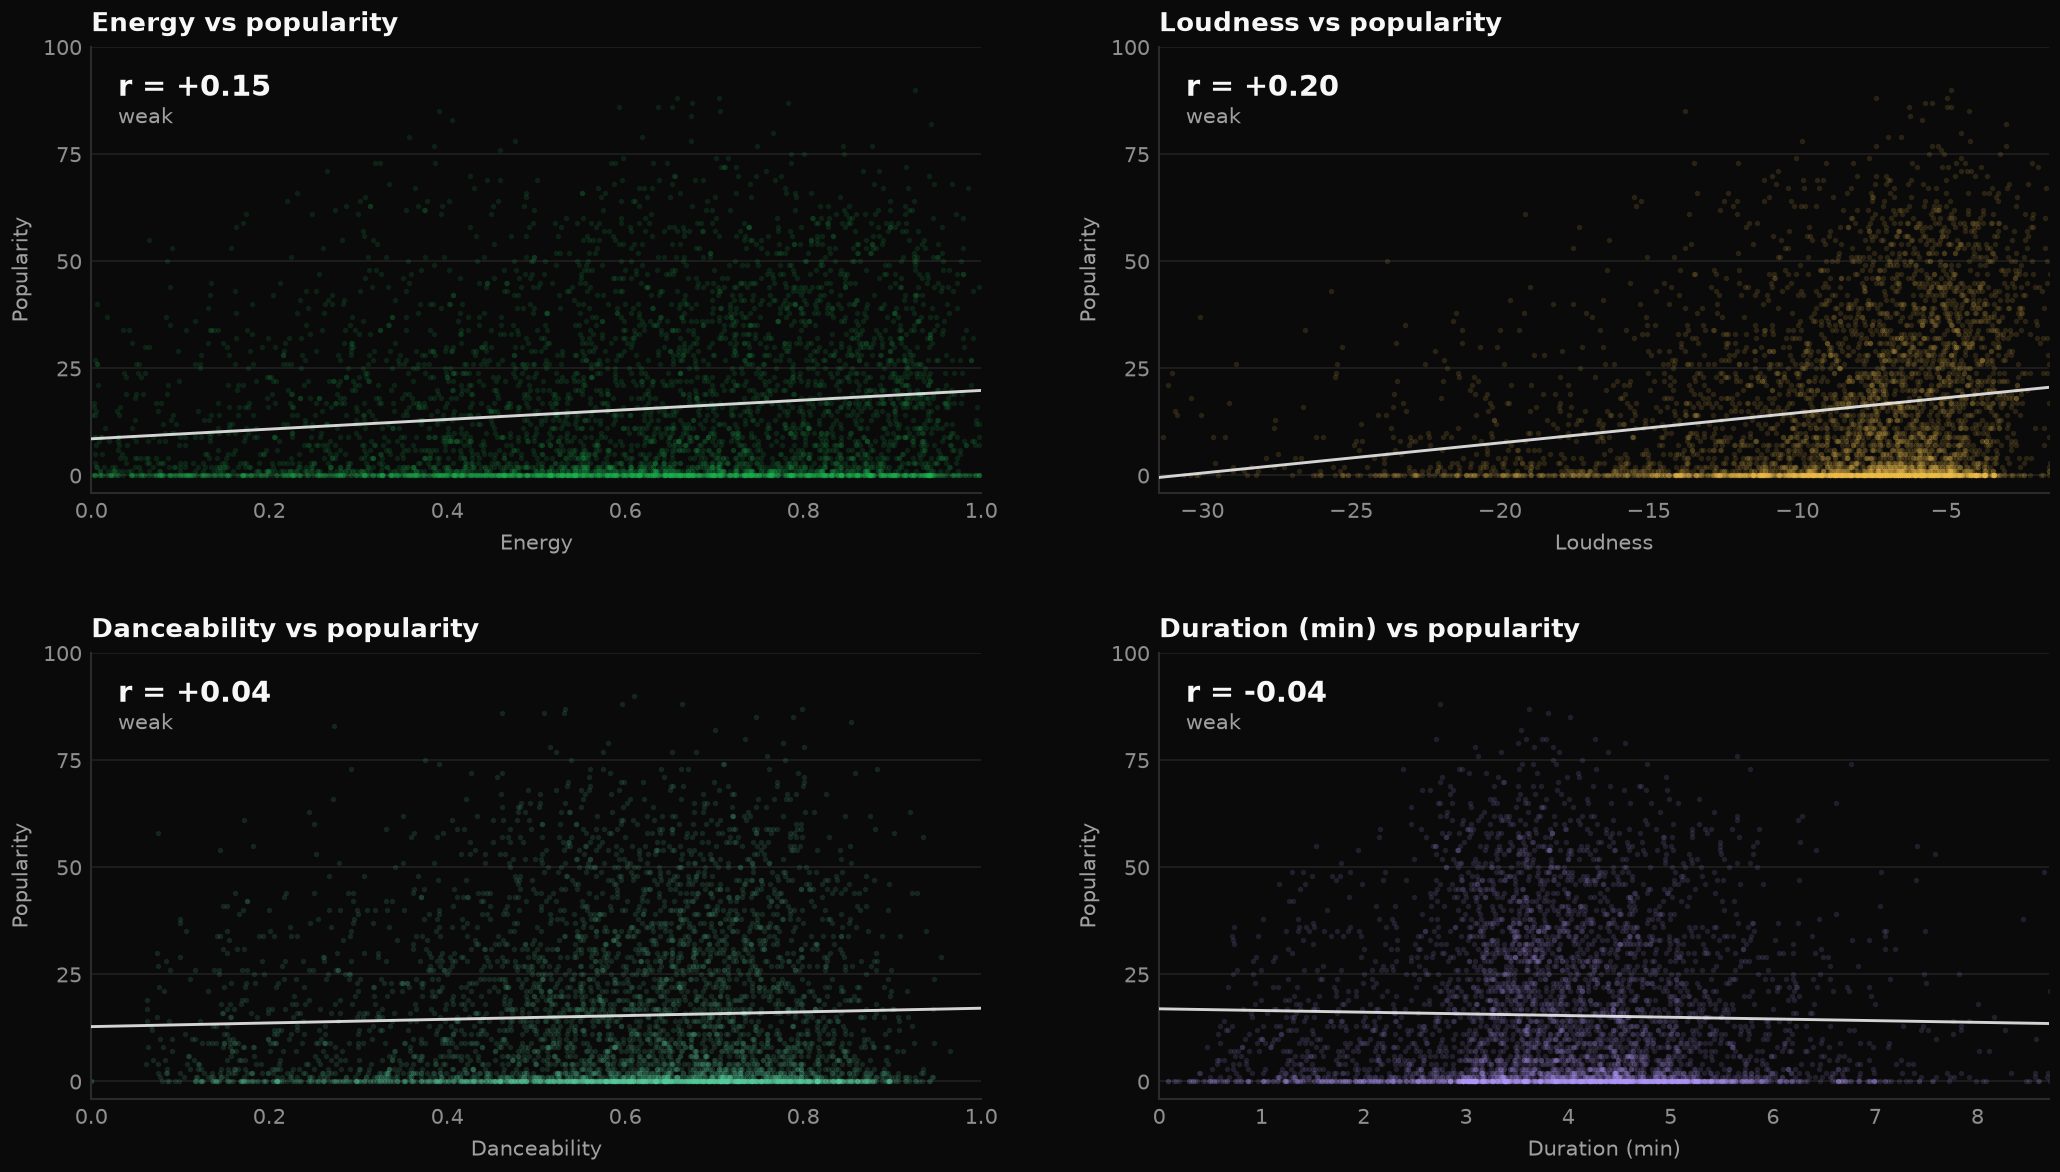 Energy vs popularity
r = +0.15
weak
Popularity
100
75
50
25
0
0.0 0.2 0.4 0.6 0.8 1.0
Energy
Loudness vs popularity
r = +0.20
weak
Popularity
100
75
50
25
0
−30 −25 −20 −15 −10 −5
Loudness
Danceability vs popularity
r = +0.04
weak
Popularity
100
75
50
25
0
0.0 0.2 0.4 0.6 0.8 1.0
Danceability
Duration (min) vs popularity
r = -0.04
weak
Popularity
100
75
50
25
0
0 1 2 3 4 5 6 7 8
Duration (min)